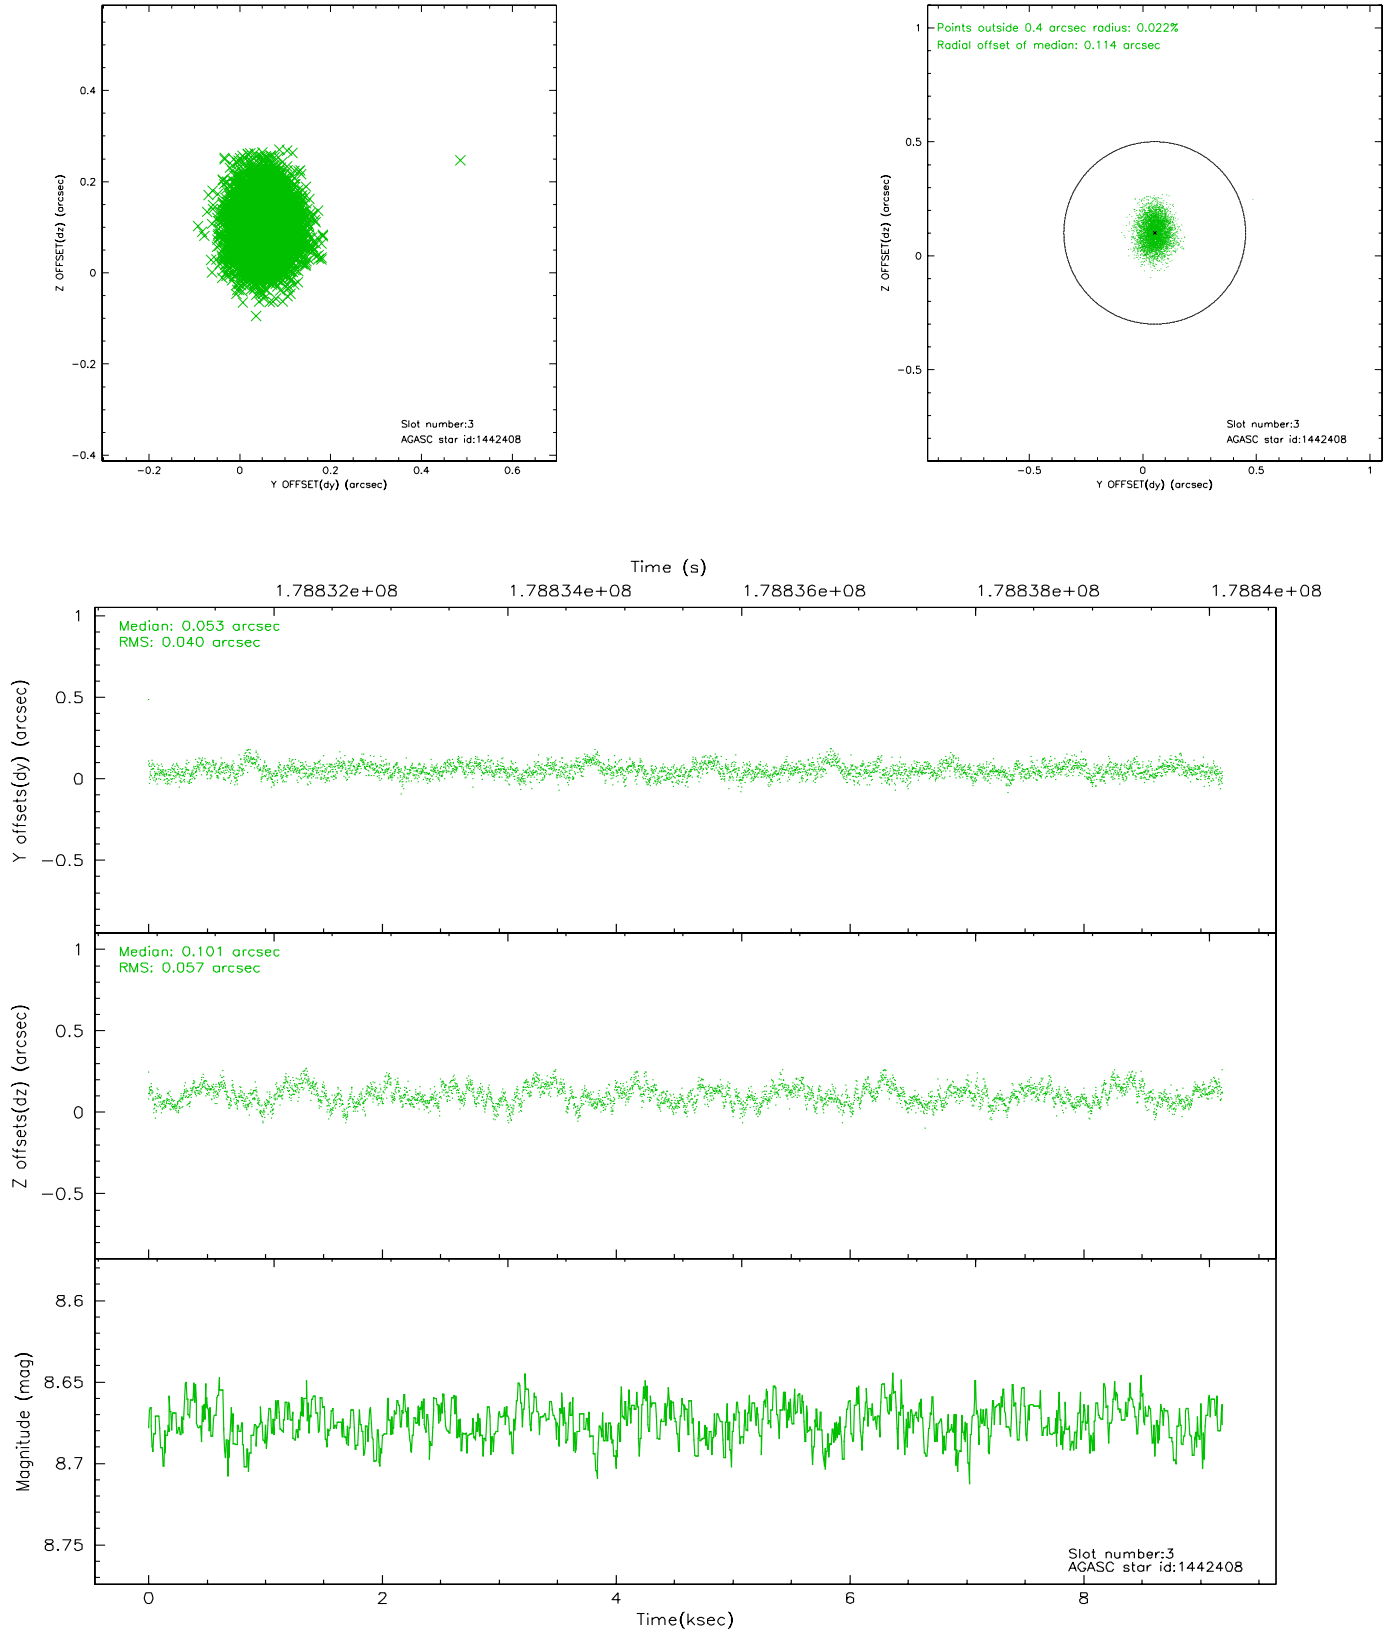 0.4
0.2
0
−0.2
−0.4
Z OFFSET(dz) (arcsec)
−0.2
0
0.2
0.4
0.6
Y OFFSET(dy) (arcsec)
Slot number:3
AGASC star id:1442408
Points outside 0.4 arcsec radius: 0.022%
Radial offset of median: 0.114 arcsec
1
0.5
0
−0.5
Z OFFSET(dz) (arcsec)
−0.5
0
0.5
1
Y OFFSET(dy) (arcsec)
Slot number:3
AGASC star id:1442408
Time (s)
1.78832e+08
1.78834e+08
1.78836e+08
1.78838e+08
1.7884e+08
Median: 0.053 arcsec
RMS: 0.040 arcsec
1
0.5
0
−0.5
Y offsets(dy) (arcsec)
Median: 0.101 arcsec
RMS: 0.057 arcsec
1
0.5
0
−0.5
Z offsets(dz) (arcsec)
8.6
8.65
8.7
8.75
Magnitude (mag)
Slot number:3
AGASC star id:1442408
0
2
4
6
8
Time(ksec)